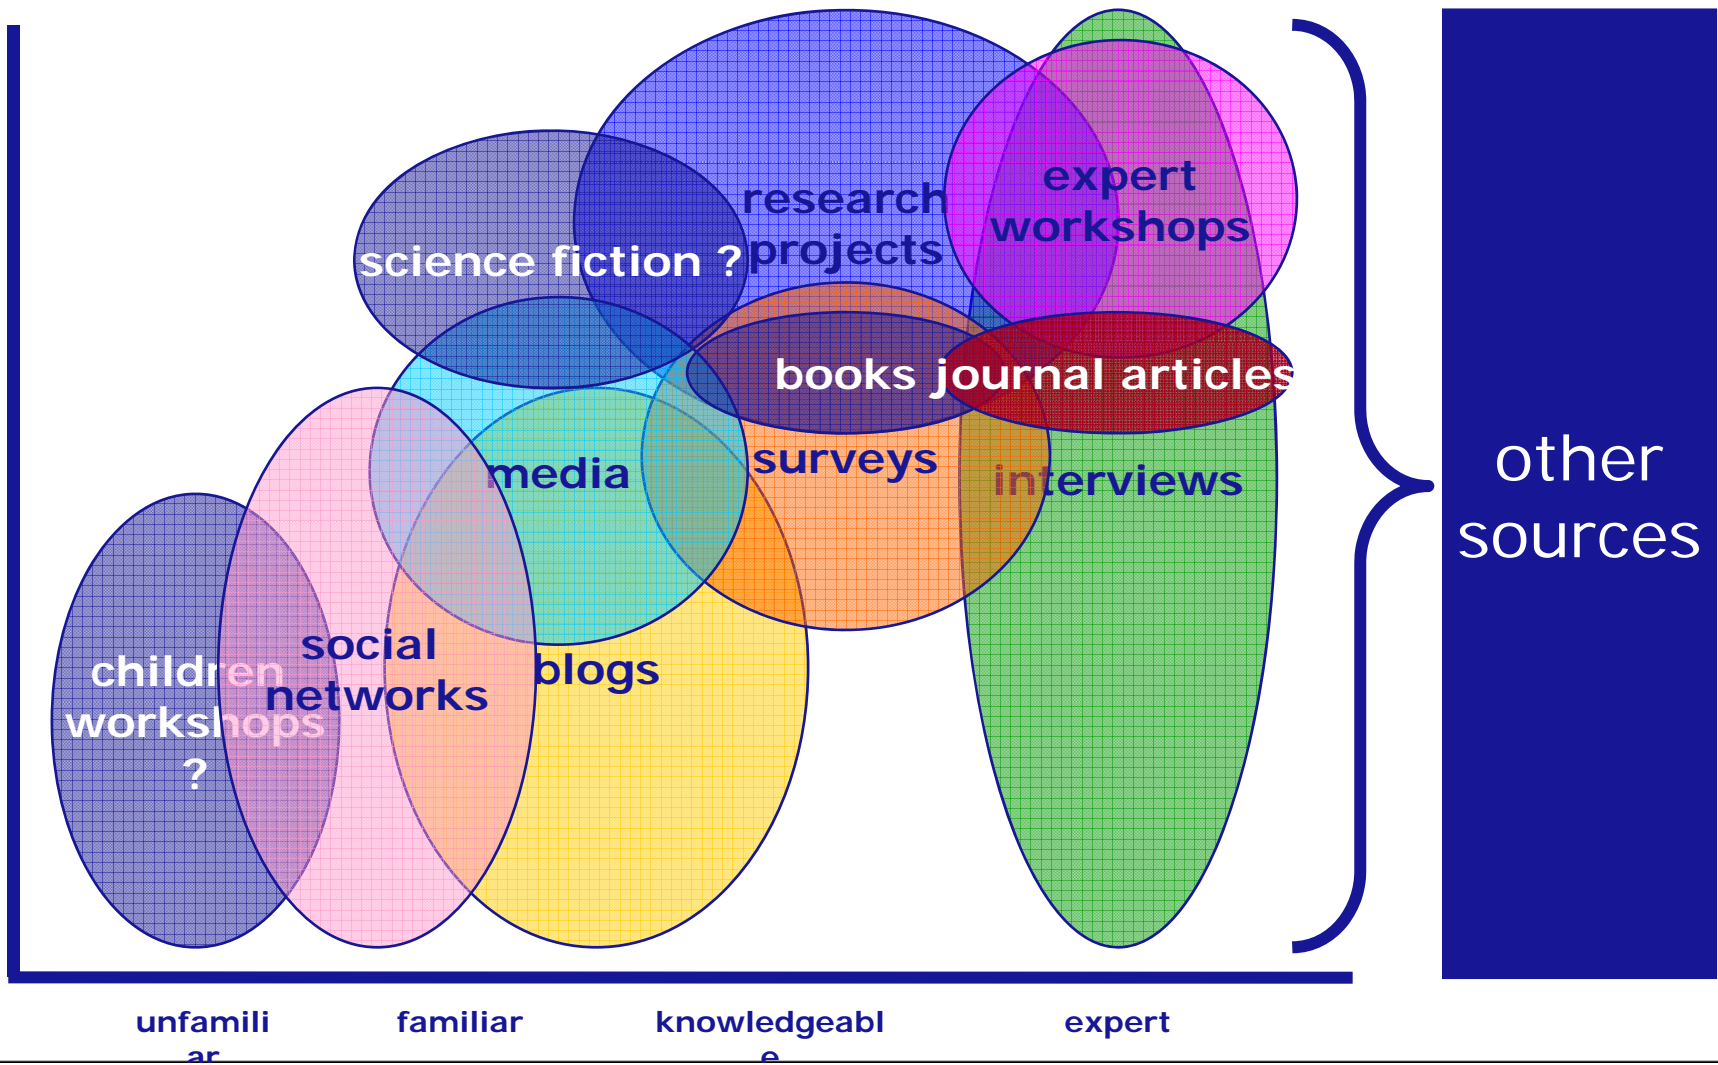 research
projects
expert
workshops
science fiction ?
books
journal articles
media
surveys
interviews
other
sources
social
networks
blogs
children
workshops
?
unfamili
ar
familiar
knowledgeabl
e
expert